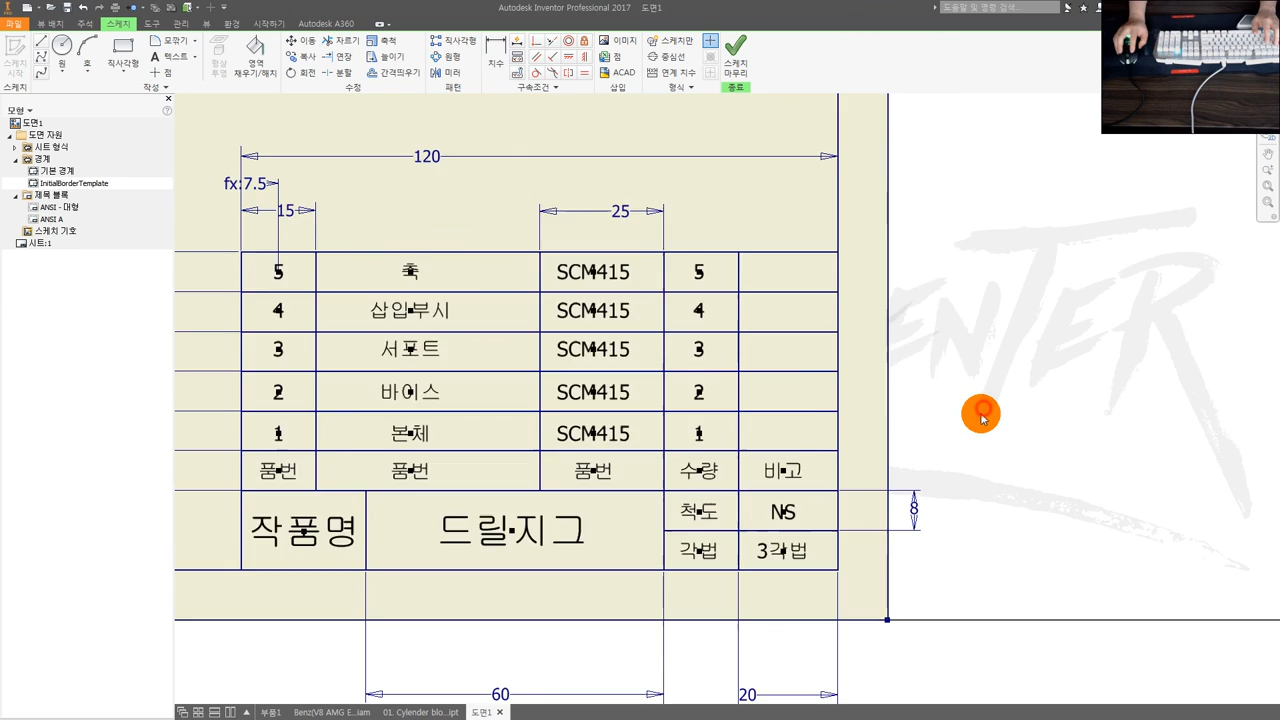 Autodesk Inventor Professional 2017 도면1
도움말 및 명령 검색...
파일 보기 스케치 도구 관리 뷰 환경 시작하기 Autodesk A360
스케치 시작
원 호 직사각형
모깎기 텍스트 점
형상 투영
영역 채우기/해치
이동 복사 회전
자르기 연장 분할
축척 늘이기 간격띄우기
직사각형 원형 미러
치수
이미지 점 ACAD
스케치만 중심선 연계 치수
스케치 마무리
스케치 작성 수정 패턴 구속조건 삽입 형식 종료
모형
도면1
도면 자원
시트 형식
경계
기본 경계
InitialBorderTemplate
제목 블록
ANSI - 대형
ANSI A
스케치 기호
시트:1
120
fx:7.5
15 25
5 축 SCM415 5
4 삽입부시 SCM415 4
3 서포트 SCM415 3
2 바이스 SCM415 2
1 본체 SCM415 1
품번 품번 품번 수량 비고
작품명 드릴지그 척도 NS
8
각법 3각법
60 20
부품1 Benz(V8 AMG E...iam 01. Cylender blo...ipt 도면1